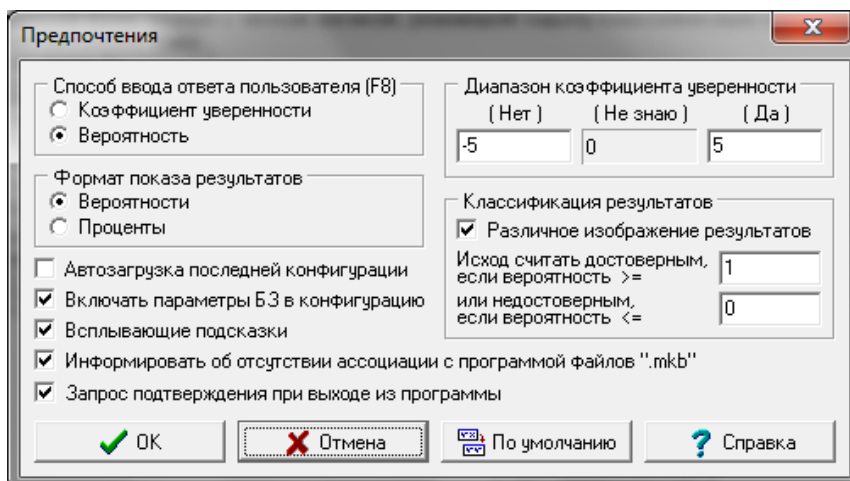 Предпочтения
Способ ввода ответа пользователя (F8)
Коэффициент уверенности
Вероятность
Диапазон коэффициента уверенности
( Нет ) ( Не знаю ) ( Да )
-5 0 5
Формат показа результатов
Вероятности
Проценты
Классификация результатов
Различное изображение результатов
Исход считать достоверным,
если вероятность >= 1
или недостоверным,
если вероятность <= 0
Автозагрузка последней конфигурации
Включать параметры БЗ в конфигурацию
Всплывающие подсказки
Информировать об отсутствии ассоциации с программой файлов ".mkb"
Запрос подтверждения при выходе из программы
OK Отмена По умолчанию Справка